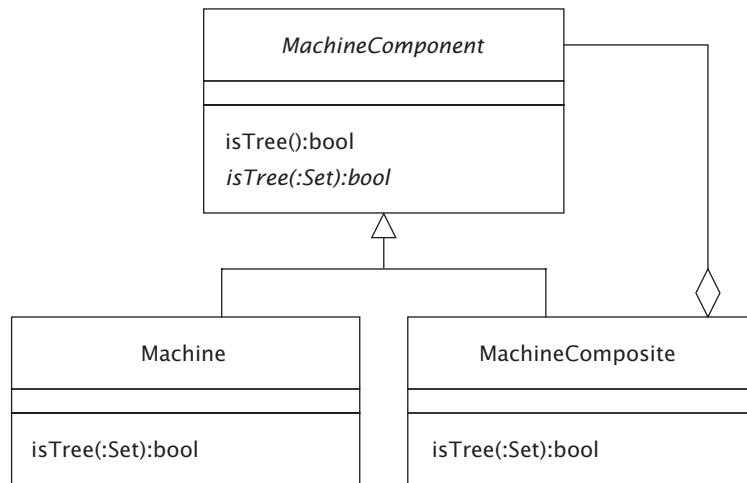 MachineComponent
isTree():bool
isTree(:Set):bool
Machine
MachineComposite
isTree(:Set):bool
isTree(:Set):bool